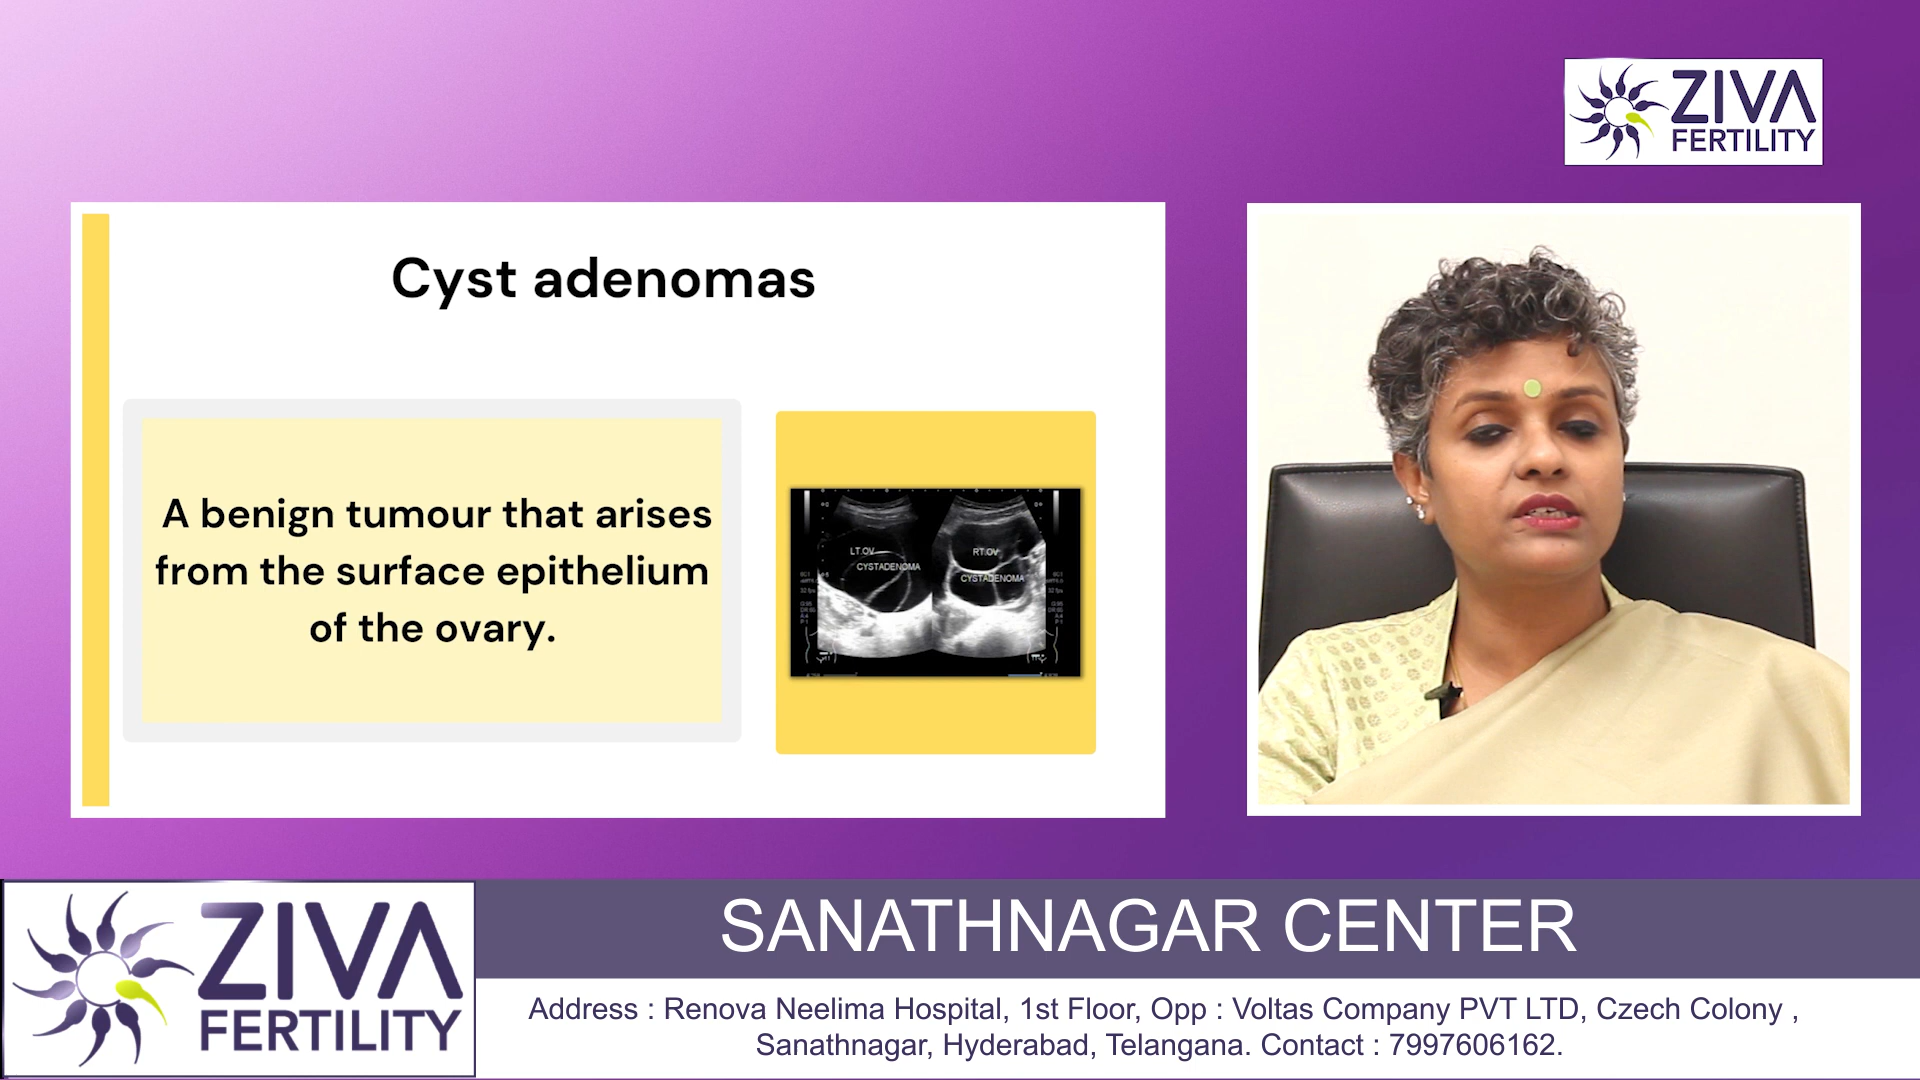 ZIVA
FERTILITY
Cyst adenomas
A benign tumour that arises
from the surface epithelium
of the ovary.
LT.OV
CYSTADENOMA
RT.OV
CYSTADENOMA
ZIVA
FERTILITY
SANATHNAGAR CENTER
Address : Renova Neelima Hospital, 1st Floor, Opp : Voltas Company PVT LTD, Czech Colony ,
Sanathnagar, Hyderabad, Telangana. Contact : 7997606162.